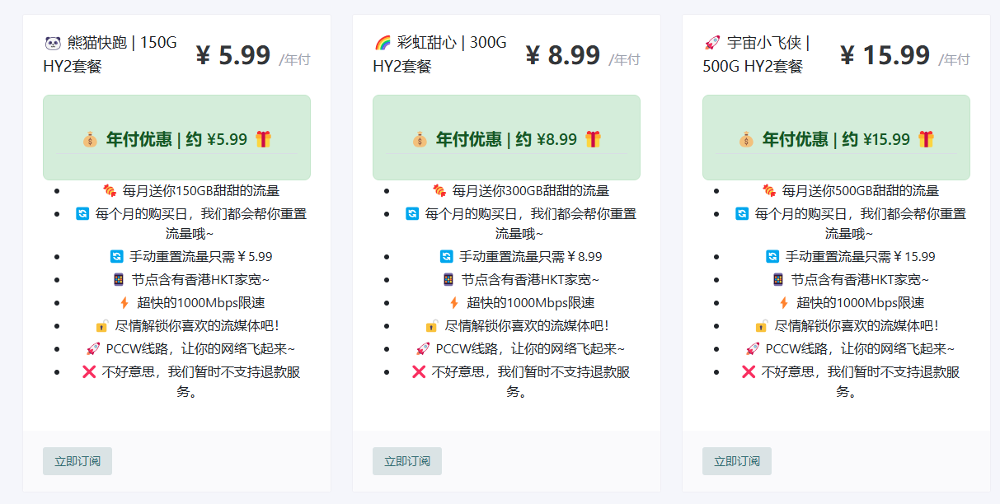 🐼 熊猫快跑 | 150G
HY2套餐
¥ 5.99 /年付
💰 年付优惠 | 约 ¥5.99 🎁
🍬 每月送你150GB甜甜的流量
🔄 每个月的购买日，我们都会帮你重置
流量哦~
🔄 手动重置流量只需￥5.99
📱 节点含有香港HKT家宽~
⚡ 超快的1000Mbps限速
🔓 尽情解锁你喜欢的流媒体吧！
🚀 PCCW线路，让你的网络飞起来~
❌ 不好意思，我们暂时不支持退款服
务。
立即订阅
🌈 彩虹甜心 | 300G
HY2套餐
¥ 8.99 /年付
💰 年付优惠 | 约 ¥8.99 🎁
🍬 每月送你300GB甜甜的流量
🔄 每个月的购买日，我们都会帮你重置
流量哦~
🔄 手动重置流量只需￥8.99
📱 节点含有香港HKT家宽~
⚡ 超快的1000Mbps限速
🔓 尽情解锁你喜欢的流媒体吧！
🚀 PCCW线路，让你的网络飞起来~
❌ 不好意思，我们暂时不支持退款服
务。
立即订阅
🚀 宇宙小飞侠 |
500G HY2套餐
¥ 15.99 /年付
💰 年付优惠 | 约 ¥15.99 🎁
🍬 每月送你500GB甜甜的流量
🔄 每个月的购买日，我们都会帮你重置
流量哦~
🔄 手动重置流量只需￥15.99
📱 节点含有香港HKT家宽~
⚡ 超快的1000Mbps限速
🔓 尽情解锁你喜欢的流媒体吧！
🚀 PCCW线路，让你的网络飞起来~
❌ 不好意思，我们暂时不支持退款服
务。
立即订阅